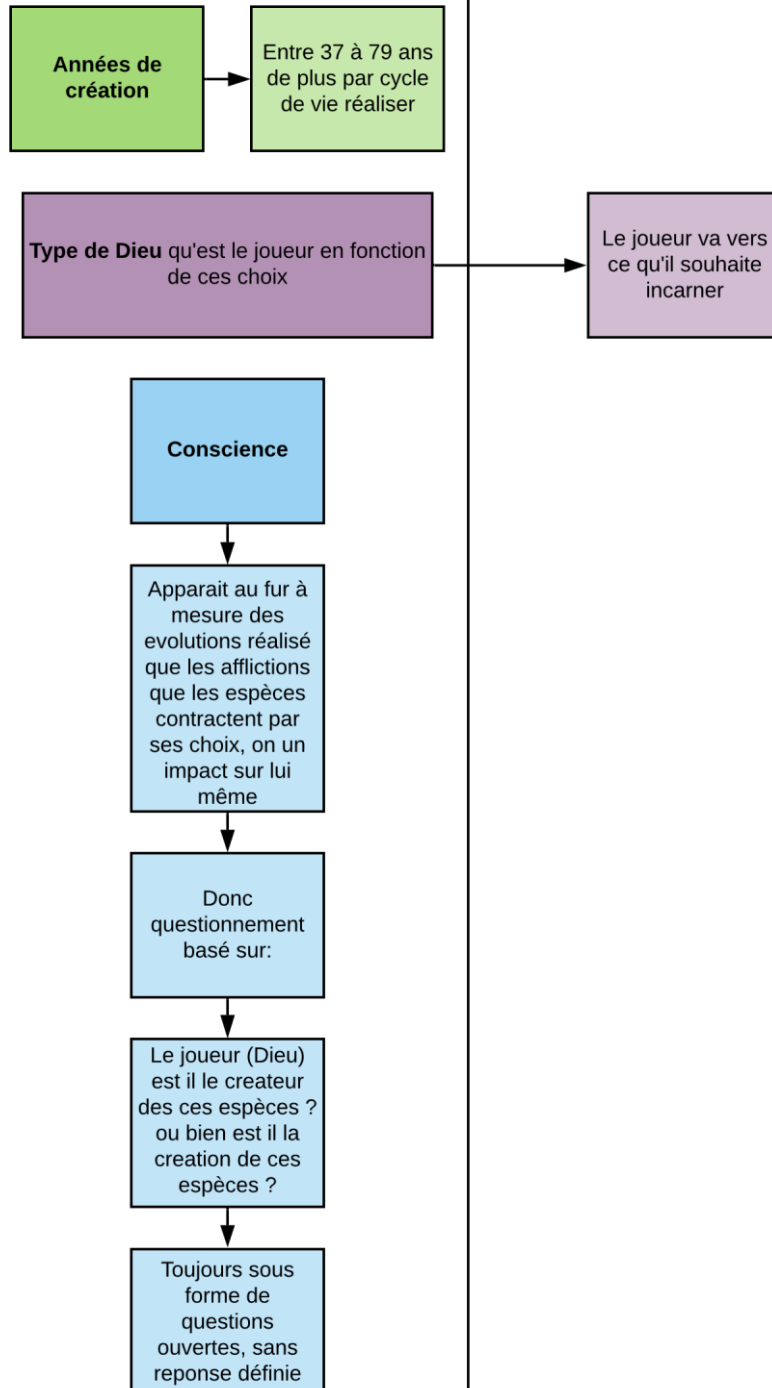 Années de
création
Entre 37 à 79 ans
de plus par cycle
de vie réaliser
Type de Dieu qu'est le joueur en fonction
de ces choix
Le joueur va vers
ce qu'il souhaite
incarner
Conscience
Apparait au fur à
mesure des
evolutions réalisé
que les afflictions
que les espèces
contractent par
ses choix, on un
impact sur lui
même
Donc
questionnement
basé sur:
Le joueur (Dieu)
est il le createur
des ces espèces ?
ou bien est il la
creation de ces
espèces ?
Toujours sous
forme de
questions
ouvertes, sans
reponse définie